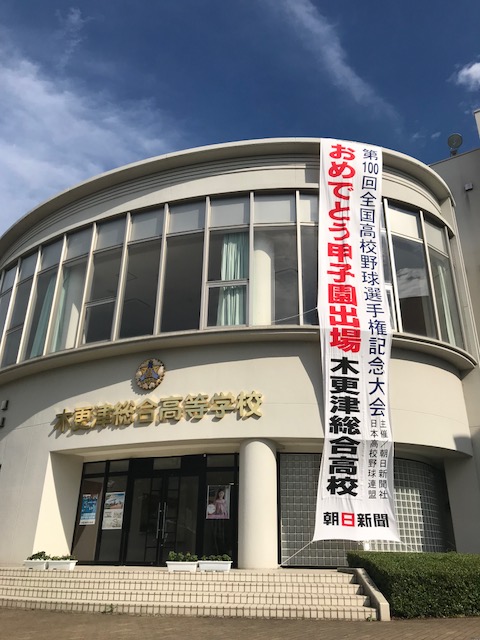 第100回全国高校野球選手権記念大会
おめでとう甲子園出場
木更津総合高校
主催／朝日新聞社
日本高校野球連盟
朝日新聞
木更津総合高等学校